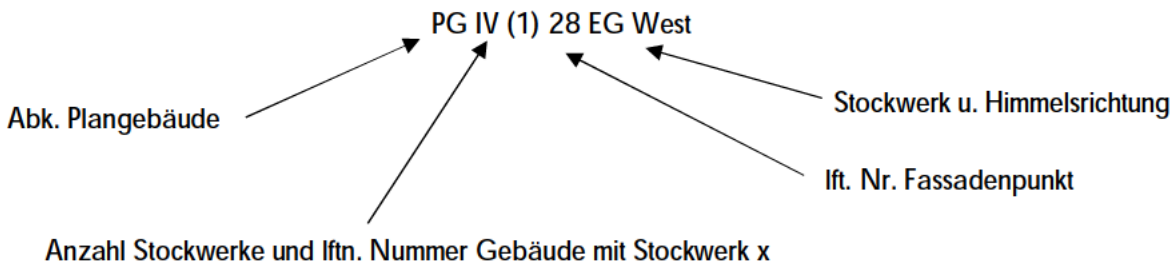 PG IV (1) 28 EG West
Stockwerk u. Himmelsrichtung
Abk. Plangebäude
lft. Nr. Fassadenpunkt
Anzahl Stockwerke und lftn. Nummer Gebäude mit Stockwerk x